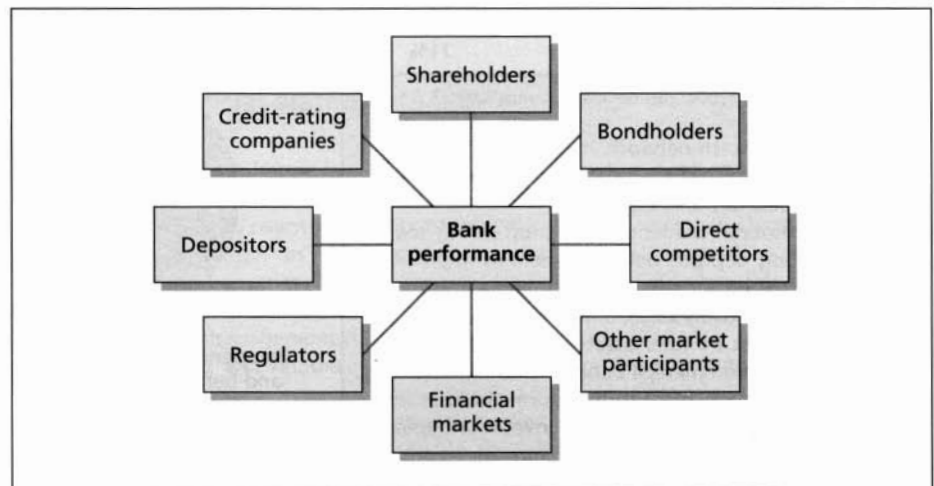 Shareholders
Credit-rating
companies
Bondholders
Depositors
Bank
performance
Direct
competitors
Regulators
Other market
participants
Financial
markets